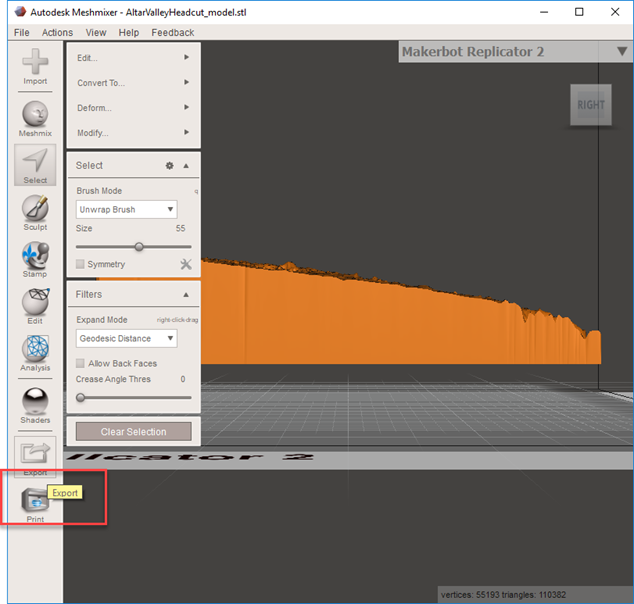 Autodesk Meshmixer - AltarValleyHeadcut_model.stl
File Actions View Help Feedback
Import
Meshmix
Select
Sculpt
Stamp
Edit
Analysis
Shaders
Export
Export
Print
Edit...
Convert To...
Deform...
Modify...
Select
Brush Mode q
Unwrap Brush
Size 55
Symmetry
Filters
Expand Mode right-click-drag
Geodesic Distance
Allow Back Faces
Crease Angle Thres 0
Clear Selection
Makerbot Replicator 2
RIGHT
licator 2
vertices: 55193 triangles: 110382